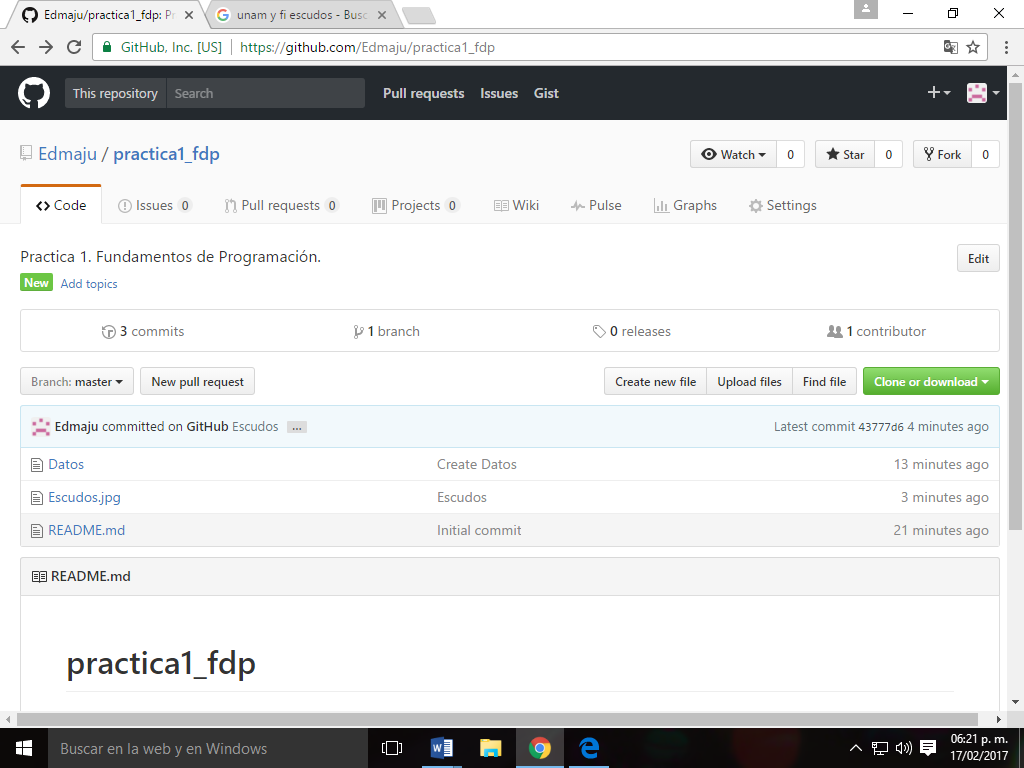 Edmaju/practica1_fdp: Pr
unam y fi escudos - Busc
GitHub, Inc. [US] https://github.com/Edmaju/practica1_fdp
This repository Search Pull requests Issues Gist
Edmaju / practica1_fdp Watch 0 Star 0 Fork 0
Code Issues 0 Pull requests 0 Projects 0 Wiki Pulse Graphs Settings
Practica 1. Fundamentos de Programación. Edit
New Add topics
3 commits 1 branch 0 releases 1 contributor
Branch: master New pull request Create new file Upload files Find file Clone or download
Edmaju committed on GitHub Escudos ... Latest commit 43777d6 4 minutes ago
Datos Create Datos 13 minutes ago
Escudos.jpg Escudos 3 minutes ago
README.md Initial commit 21 minutes ago
README.md
practica1_fdp
Buscar en la web y en Windows 06:21 p. m.
17/02/2017